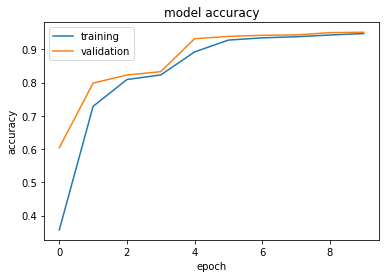 model accuracy
training
validation
accuracy
0.9
0.8
0.7
0.6
0.5
0.4
0 2 4 6 8
epoch